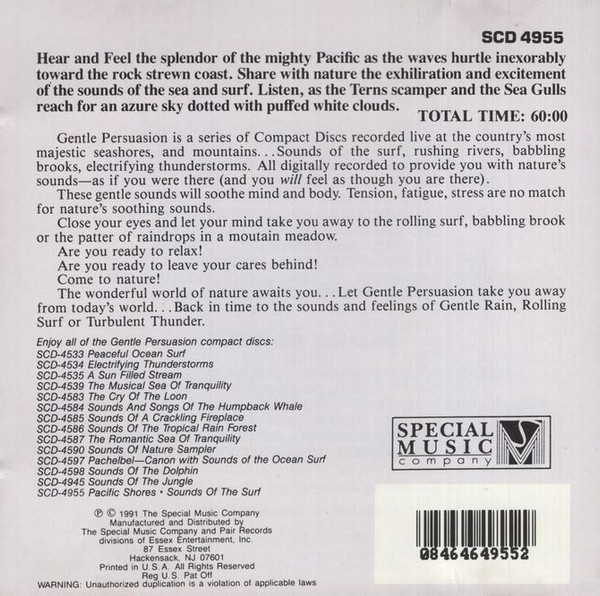 SCD 4955
Hear and Feel the splendor of the mighty Pacific as the waves hurtle inexorably
toward the rock strewn coast. Share with nature the exhiliration and excitement
of the sounds of the sea and surf. Listen, as the Terns scamper and the Sea Gulls
reach for an azure sky dotted with puffed white clouds.
TOTAL TIME: 60:00
Gentle Persuasion is a series of Compact Discs recorded live at the country's most
majestic seashores, and mountains...Sounds of the surf, rushing rivers, babbling
brooks, electrifying thunderstorms. All digitally recorded to provide you with nature's
sounds—as if you were there (and you will feel as though you are there).
These gentle sounds will soothe mind and body. Tension, fatigue, stress are no match
for nature's soothing sounds.
Close your eyes and let your mind take you away to the rolling surf, babbling brook
or the patter of raindrops in a moutain meadow.
Are you ready to relax!
Are you ready to leave your cares behind!
Come to nature!
The wonderful world of nature awaits you...Let Gentle Persuasion take you away
from today's world...Back in time to the sounds and feelings of Gentle Rain, Rolling
Surf or Turbulent Thunder.
Enjoy all of the Gentle Persuasion compact discs:
SCD-4533 Peaceful Ocean Surf
SCD-4534 Electrifying Thunderstorms
SCD-4535 A Sun Filled Stream
SCD-4539 The Musical Sea Of Tranquility
SCD-4583 The Cry Of The Loon
SCD-4584 Sounds And Songs Of The Humpback Whale
SCD-4585 Sounds Of A Crackling Fireplace
SCD-4586 Sounds Of The Tropical Rain Forest
SCD-4587 The Romantic Sea Of Tranquility
SCD-4590 Sounds Of Nature Sampler
SCD-4597 Pachelbel—Canon with Sounds of the Ocean Surf
SCD-4598 Sounds Of The Dolphin
SCD-4945 Sounds Of The Jungle
SCD-4955 Pacific Shores • Sounds Of The Surf
SPECIAL
MUSIC
company
℗ © 1991 The Special Music Company
Manufactured and Distributed by
The Special Music Company and Pair Records
divisions of Essex Entertainment, Inc.
87 Essex Street
Hackensack, NJ 07601
Printed in U.S.A. All Rights Reserved
Reg U.S. Pat Off
WARNING: Unauthorized duplication is a violation of applicable laws
08464649552